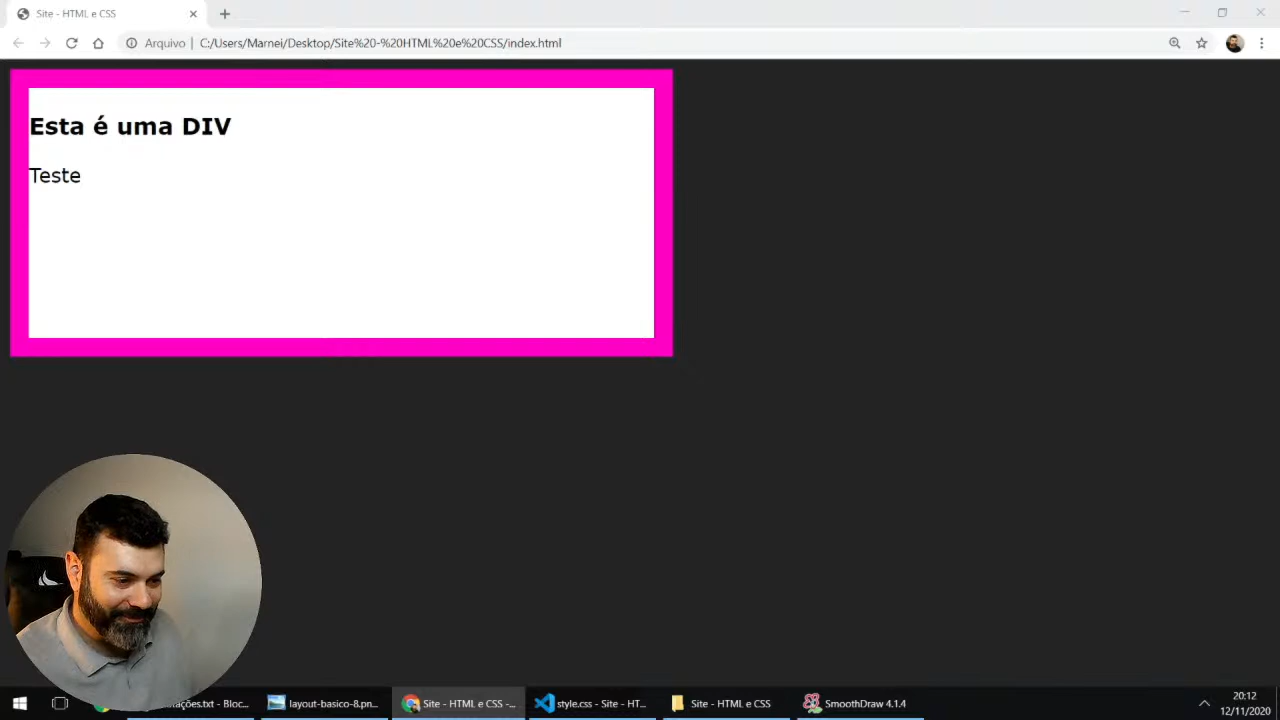 Site - HTML e CSS
Arquivo | C:/Users/Marnei/Desktop/Site%20-%20HTML%20e%20CSS/index.html
Esta é uma DIV
Teste
tações.txt - Bloc...
layout-basico-8.pn...
Site - HTML e CSS -...
style.css - Site - HT...
Site - HTML e CSS
SmoothDraw 4.1.4
20:12
12/11/2020